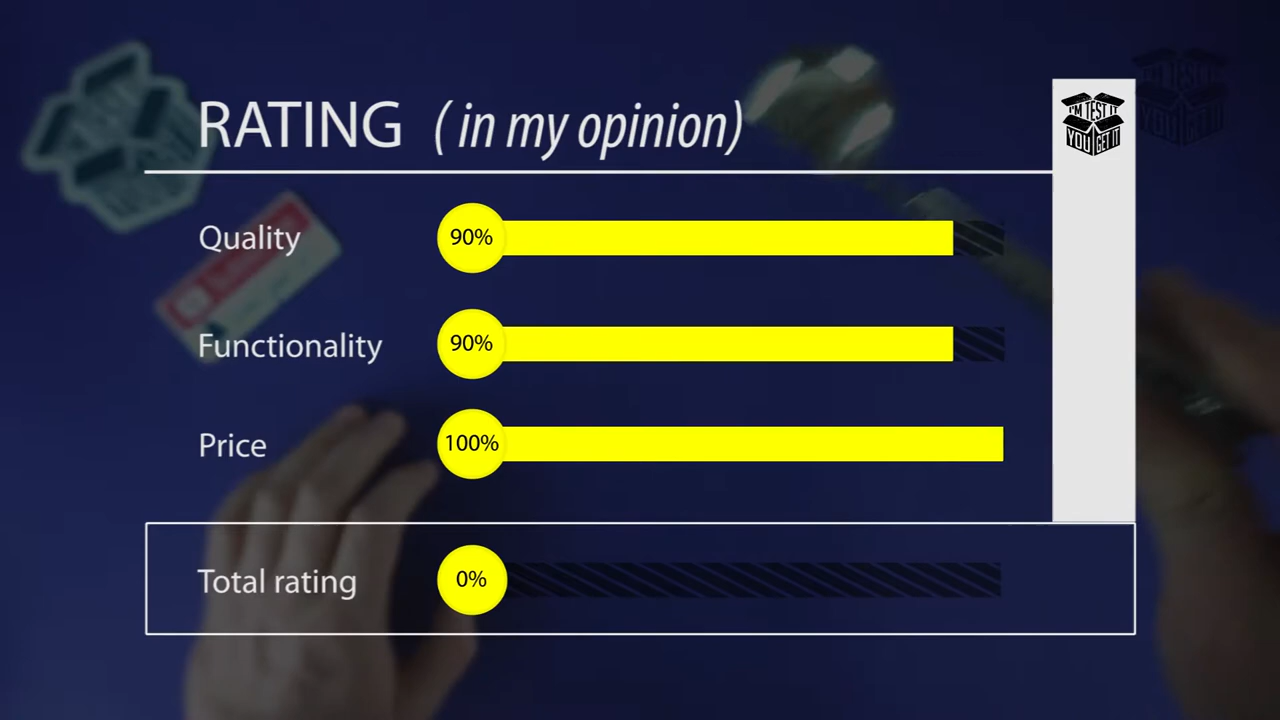 RATING ( in my opinion)
I'M TEST IT
YOU GET IT
Quality 90%
Functionality 90%
Price 100%
Total rating 0%